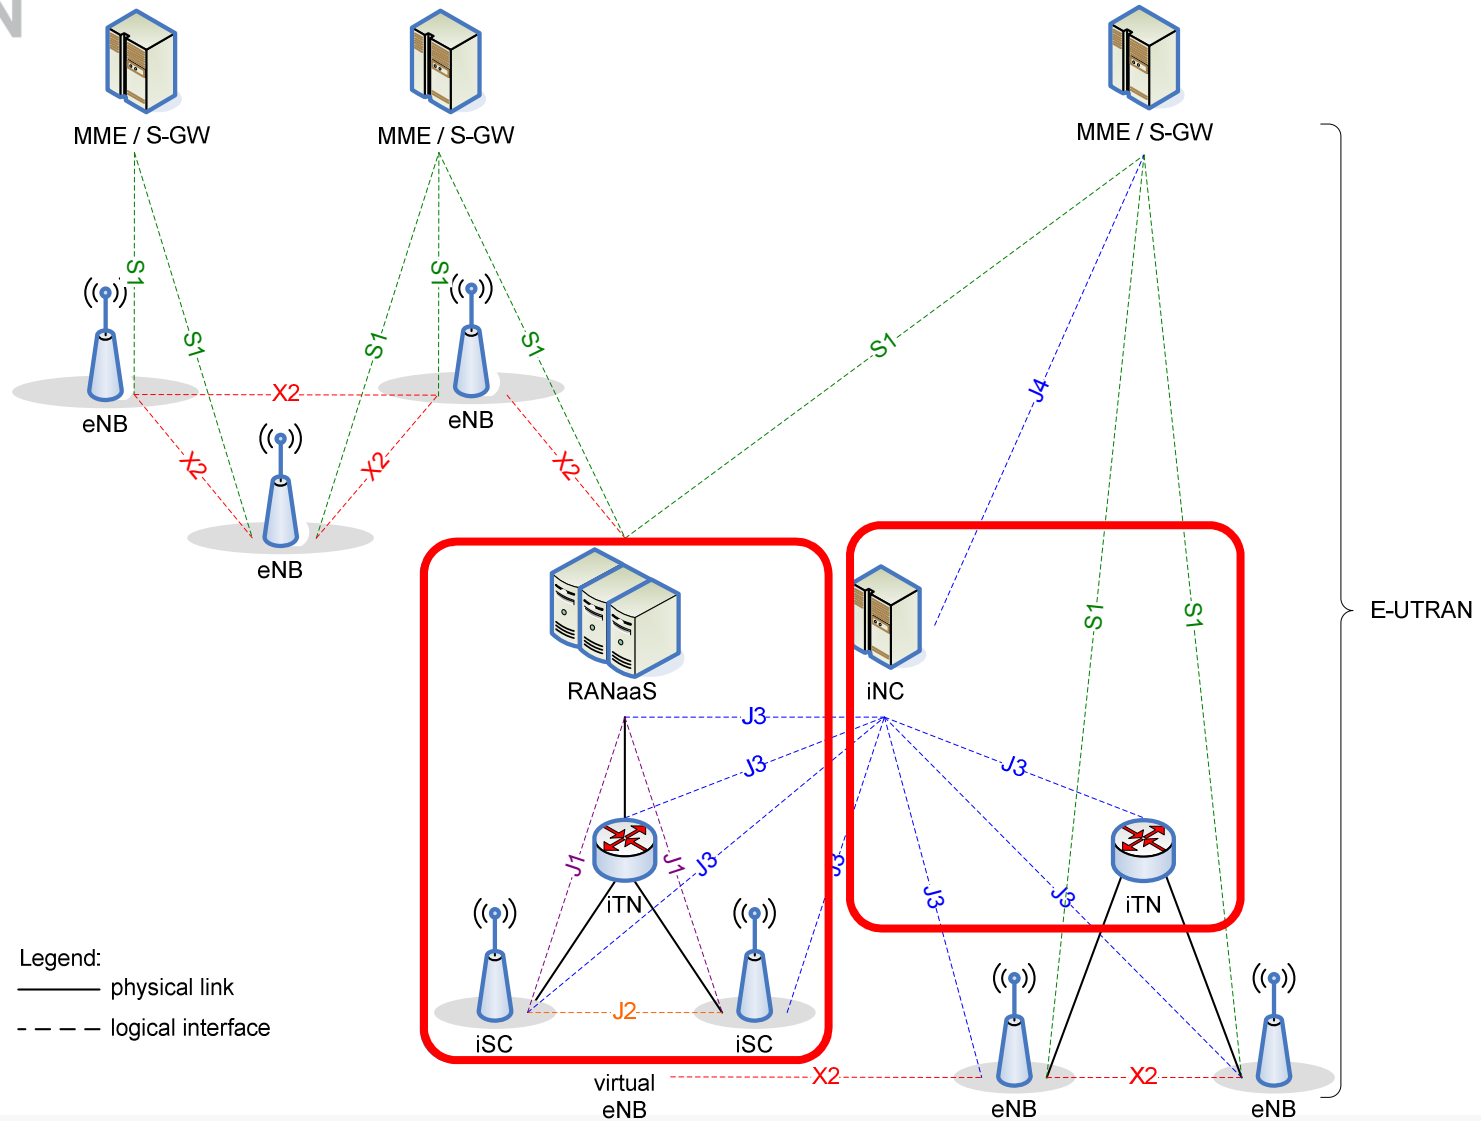 N
MME / S-GW
MME / S-GW
MME / S-GW
S1
S1
S1
S1
S1
S1
J4
X2
eNB
eNB
X2
X2
X2
eNB
S1
S1
E-UTRAN
RANaaS
iNC
J3
J3
J3
J1
J1
J3
J3
J3
J3
iTN
iTN
Legend:
physical link
logical interface
J2
iSC
iSC
virtual
eNB
X2
X2
eNB
eNB